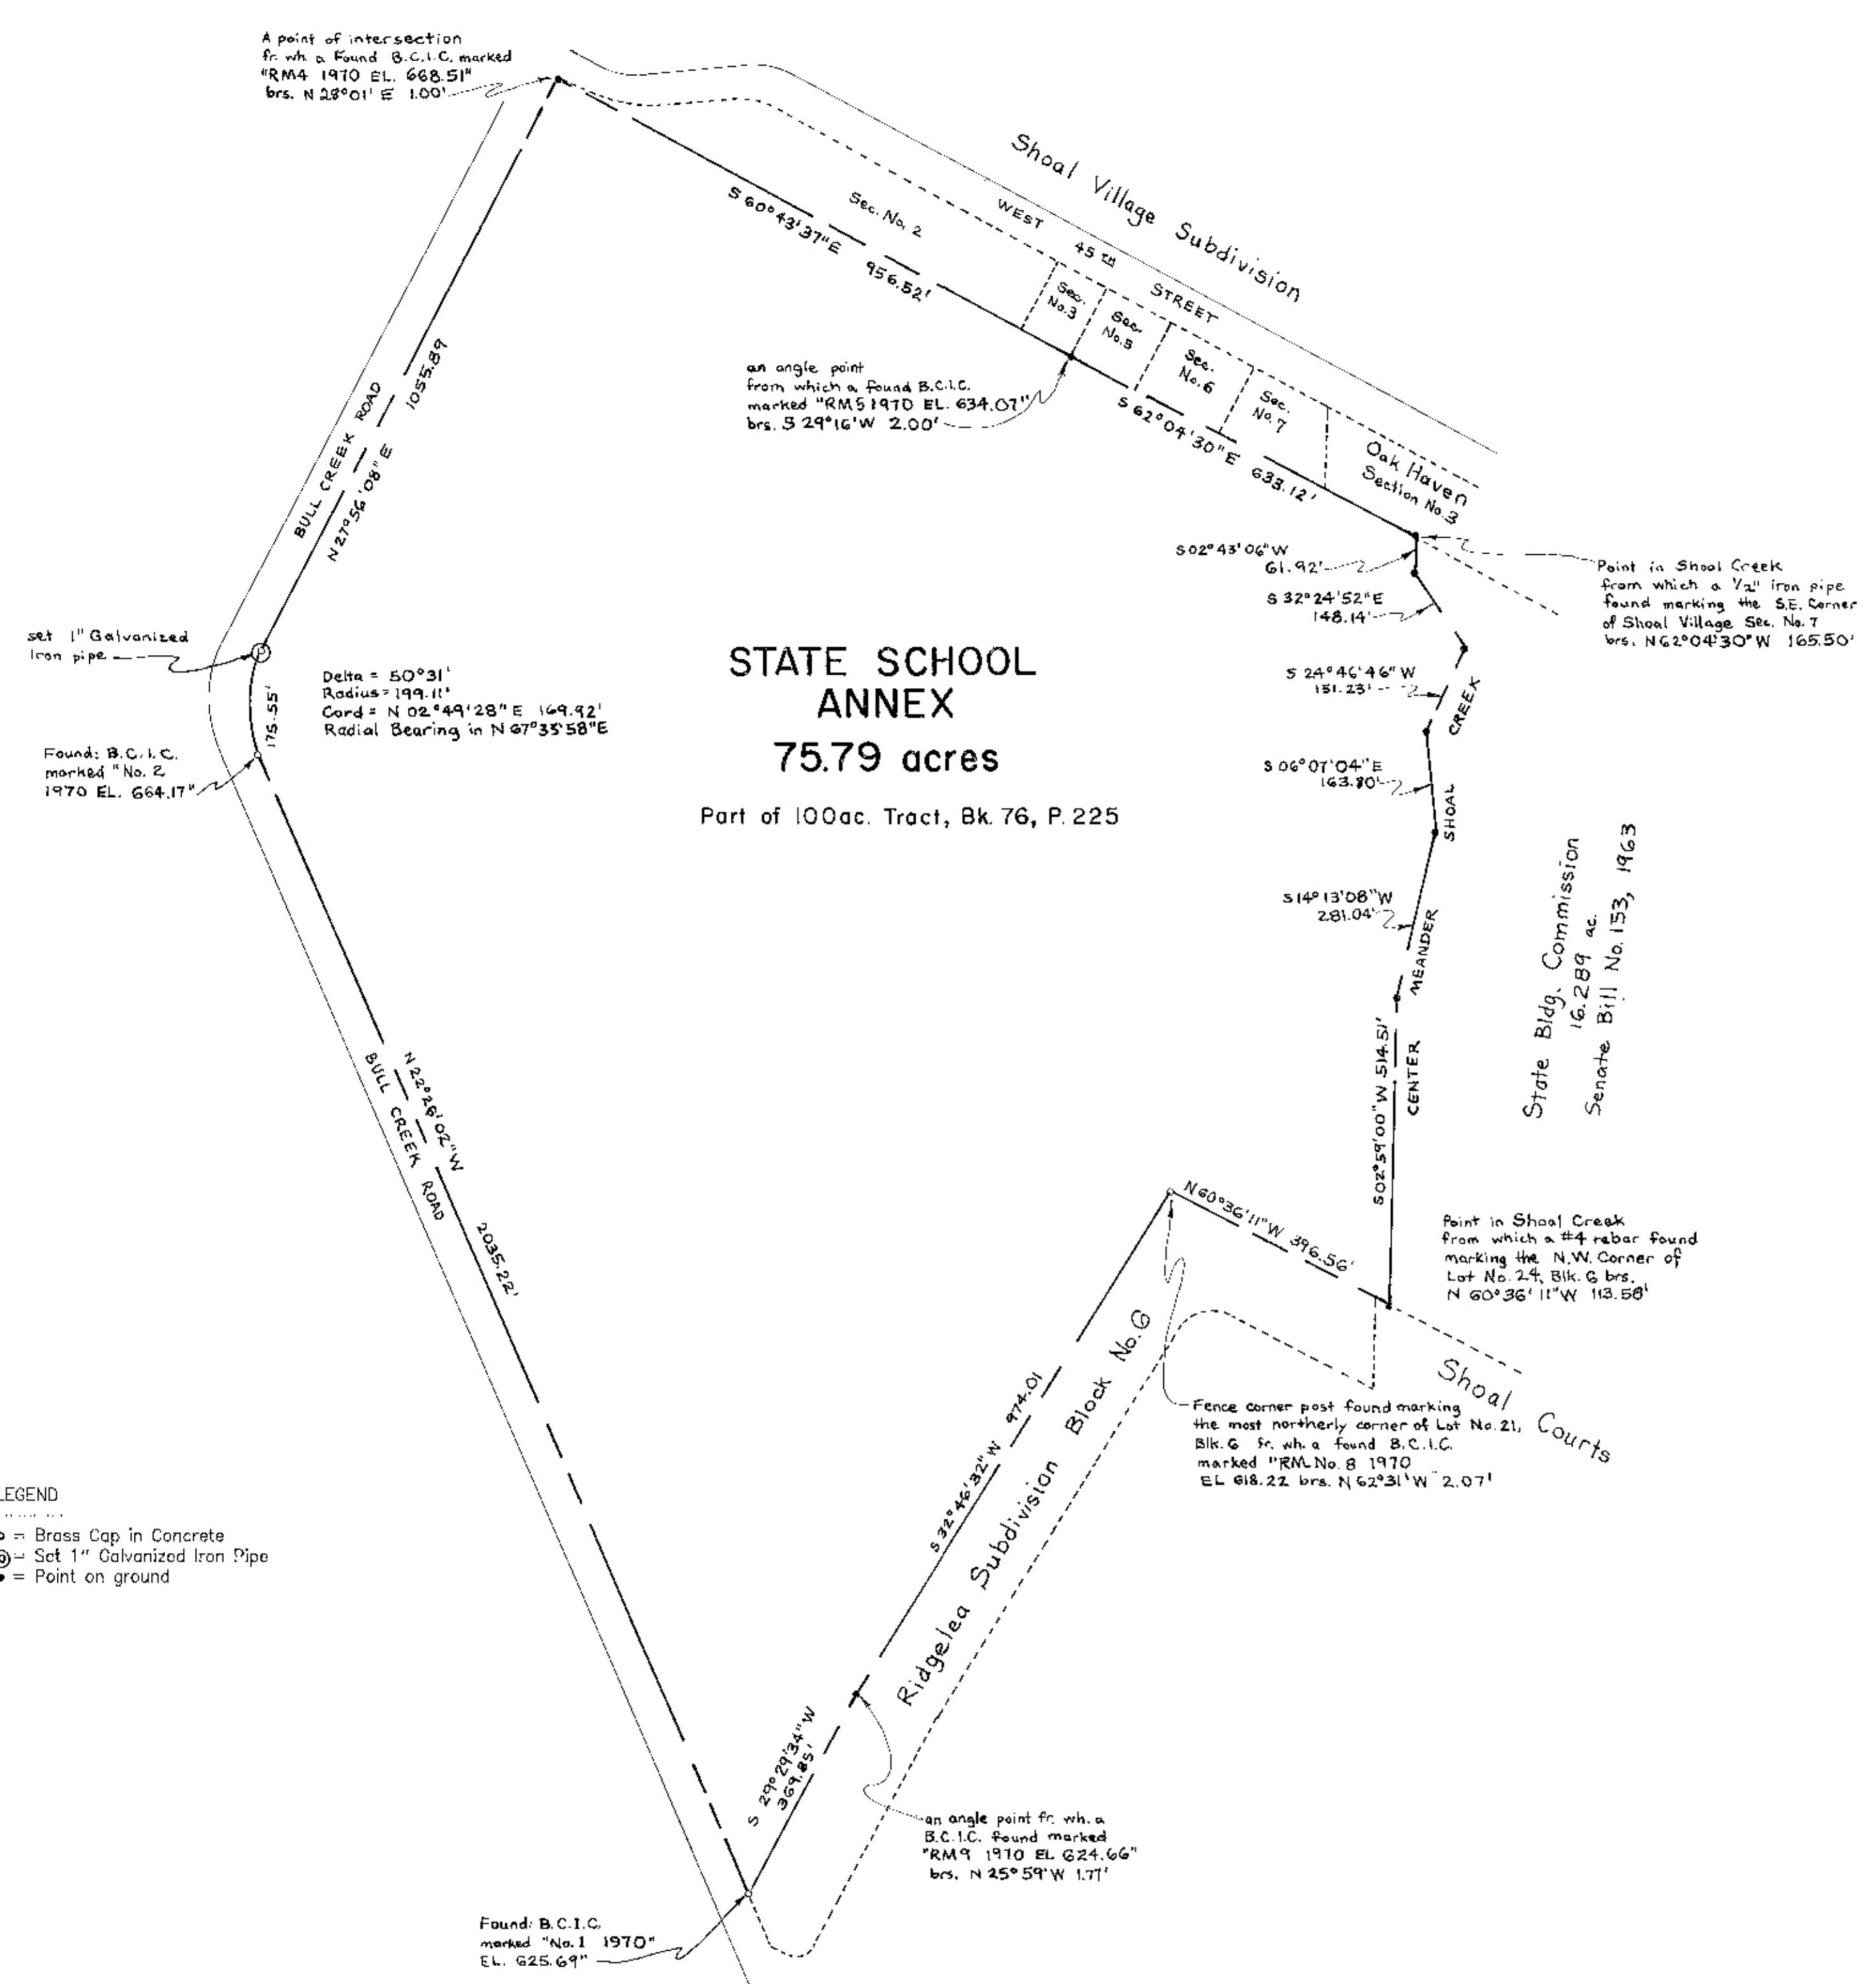 A point of intersection
fr. wh. a Found B.C.I.C. marked
"RM4 1970 EL. 668.51"
brs. N 28°01' E 1.00'
Shoal Village Subdivision
WEST 45TH STREET
Sec. No. 2
S 60°43'37"E 956.52'
Sec.
No.3
Sec.
No.5
Sec.
No.6
Sec.
No.7
Oak Haven
Section No.3
an angle point
from which a found B.C.I.C.
marked "RM5 1970 EL. 634.07"
brs. S 29°16'W 2.00'
S 62°04'30"E 633.12'
BULL CREEK ROAD
N 27°56'08" E 1055.89
S 02°43'06"W
61.92'
S 32°24'52"E
148.14'
Point in Shoal Creek
from which a 1/2" iron pipe
found marking the S.E. Corner
of Shoal Village Sec. No. 7
brs. N 62°04'30" W 165.50'
set 1" Galvanized
Iron pipe
Delta = 50°31'
Radius = 199.11'
Cord = N 02°49'28" E 169.92'
Radial Bearing in N 67°33'58"E
175.55'
Found: B.C.I.C.
marked "No. 2
1970 EL. 664.17"
STATE SCHOOL
ANNEX
75.79 acres
Part of 100ac. Tract, Bk. 76, P. 225
S 24°46'46" W
151.23'
S 06°07'04"E
163.80'
S 14°13'08"W
281.04'
S 02°59'00" W 514.51'
CENTER MEANDER SHOAL CREEK
State Bldg. Commission
16.289 ac.
Senate Bill No. 153, 1963
N 22°26'02"W 2035.22'
BULL CREEK ROAD
N 60°36'11"W 396.56'
Point in Shoal Creek
from which a #4 rebar found
marking the N.W. Corner of
Lot No. 24, Blk. G brs.
N 60°36'11"W 113.58'
Shoal Courts
Fence corner post found marking
the most northerly corner of Lot No. 21,
Blk. G fr. wh. a found B.C.I.C.
marked "RM No. 8 1970
EL 618.22 brs. N 62°31'W 2.07'
S 32°46'32" W 974.01
Ridgelea Subdivision Block No. G
LEGEND
= Brass Cap in Concrete
= Set 1" Galvanized Iron Pipe
= Point on ground
S 29°29'34"W
369.85'
an angle point fr. wh. a
B.C.I.C. found marked
"RM9 1970 EL 624.66"
brs. N 25°59'W 1.77'
Found: B.C.I.C.
marked "No. 1 1970"
EL. 625.69"